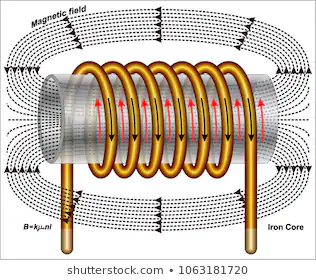 Magnetic field
B=kμ₀nI
Iron Core
shutterstock.com • 1063181720